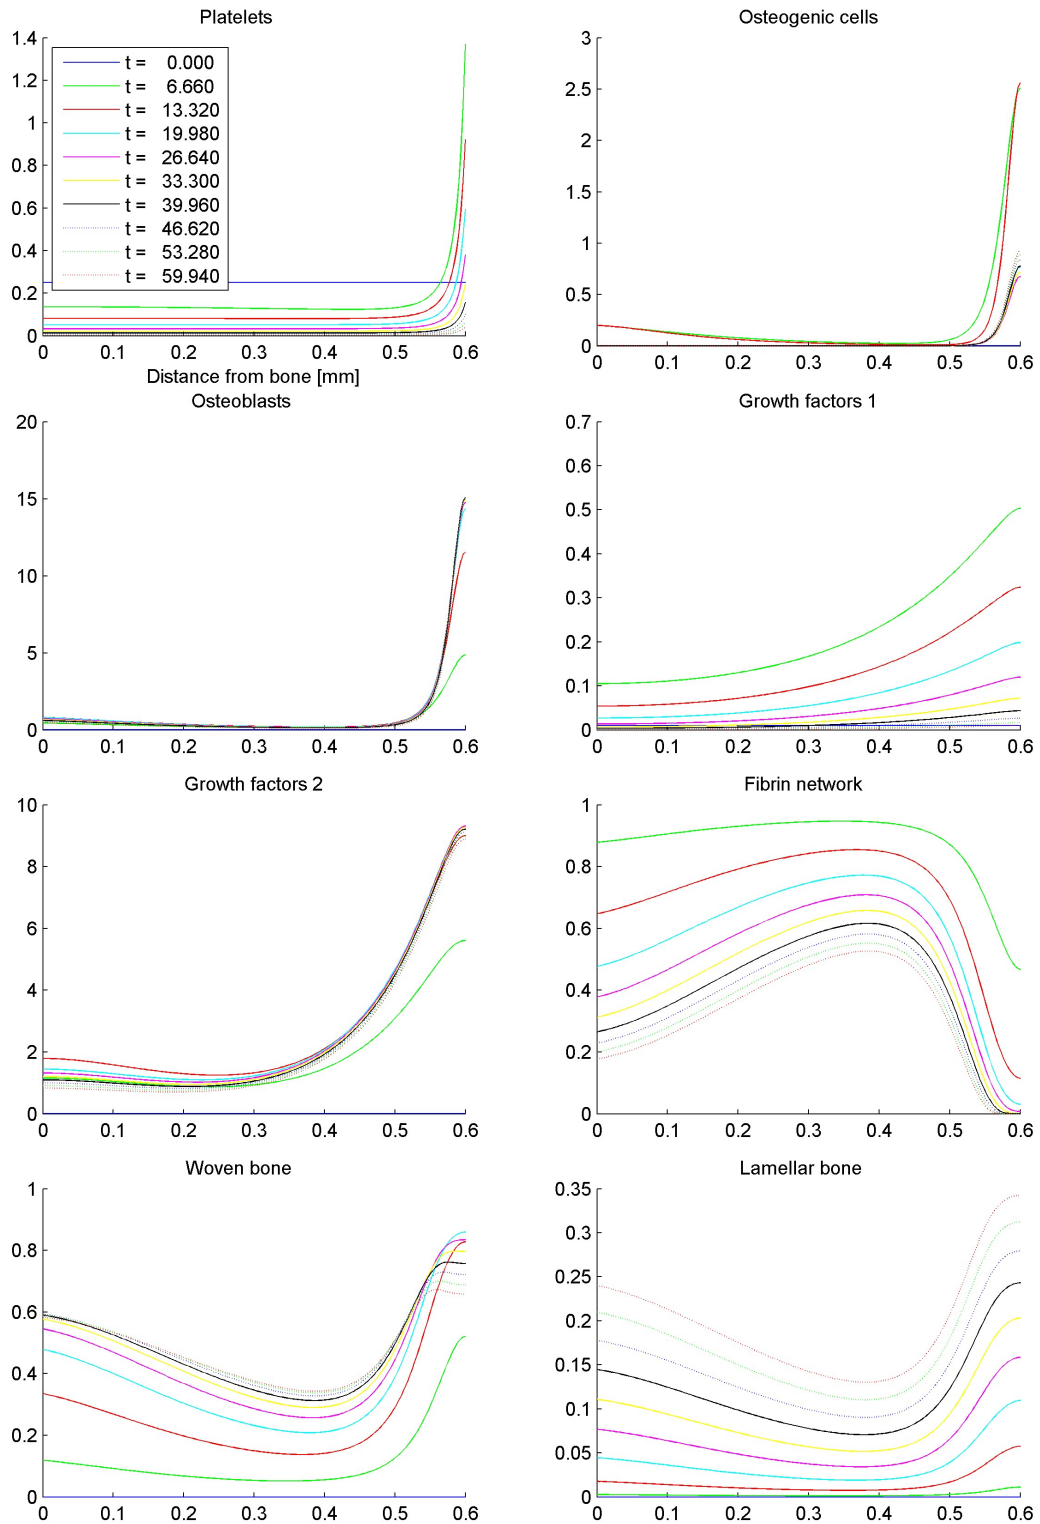 Platelets
1.4
1.2
1
0.8
0.6
0.4
0.2
0
t = 0.000
t = 6.660
t = 13.320
t = 19.980
t = 26.640
t = 33.300
t = 39.960
t = 46.620
t = 53.280
t = 59.940
0 0.1 0.2 0.3 0.4 0.5 0.6
Distance from bone [mm]
Osteogenic cells
3
2.5
2
1.5
1
0.5
0
0 0.1 0.2 0.3 0.4 0.5 0.6
Osteoblasts
20
15
10
5
0
0 0.1 0.2 0.3 0.4 0.5 0.6
Growth factors 1
0.7
0.6
0.5
0.4
0.3
0.2
0.1
0
0 0.1 0.2 0.3 0.4 0.5 0.6
Growth factors 2
10
8
6
4
2
0
0 0.1 0.2 0.3 0.4 0.5 0.6
Fibrin network
1
0.8
0.6
0.4
0.2
0
0 0.1 0.2 0.3 0.4 0.5 0.6
Woven bone
1
0.8
0.6
0.4
0.2
0
0 0.1 0.2 0.3 0.4 0.5 0.6
Lamellar bone
0.35
0.3
0.25
0.2
0.15
0.1
0.05
0
0 0.1 0.2 0.3 0.4 0.5 0.6